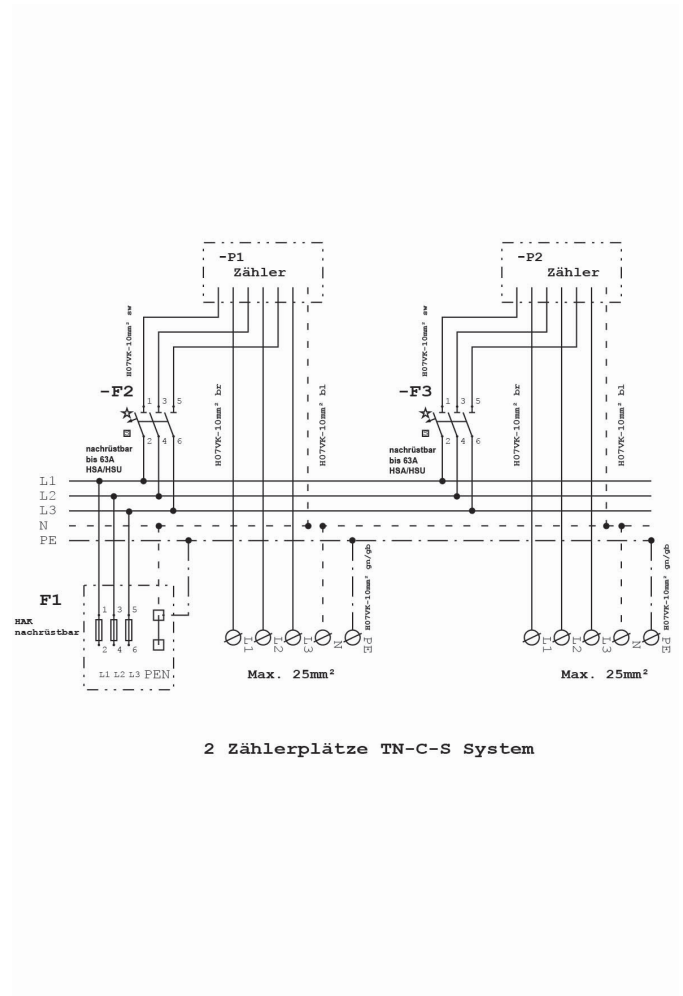 -P1
Zähler
-P2
Zähler
H07VK-10mm² sw
H07VK-10mm² sw
-F2
1 3 5
-F3
1 3 5
H07VK-10mm² br
H07VK-10mm² bl
H07VK-10mm² br
H07VK-10mm² bl
2 4 6
2 4 6
nachrüstbar
bis 63A
HSA/HSU
nachrüstbar
bis 63A
HSA/HSU
L1
L2
L3
N
PE
H07VK-10mm² gn/gb
H07VK-10mm² gn/gb
F1
HAK
nachrüstbar
1 3 5
2 4 6
L1 L2 L3 PEN
L1 L2 L3 N PE
L1 L2 L3 N PE
Max. 25mm²
Max. 25mm²
2 Zählerplätze TN-C-S System